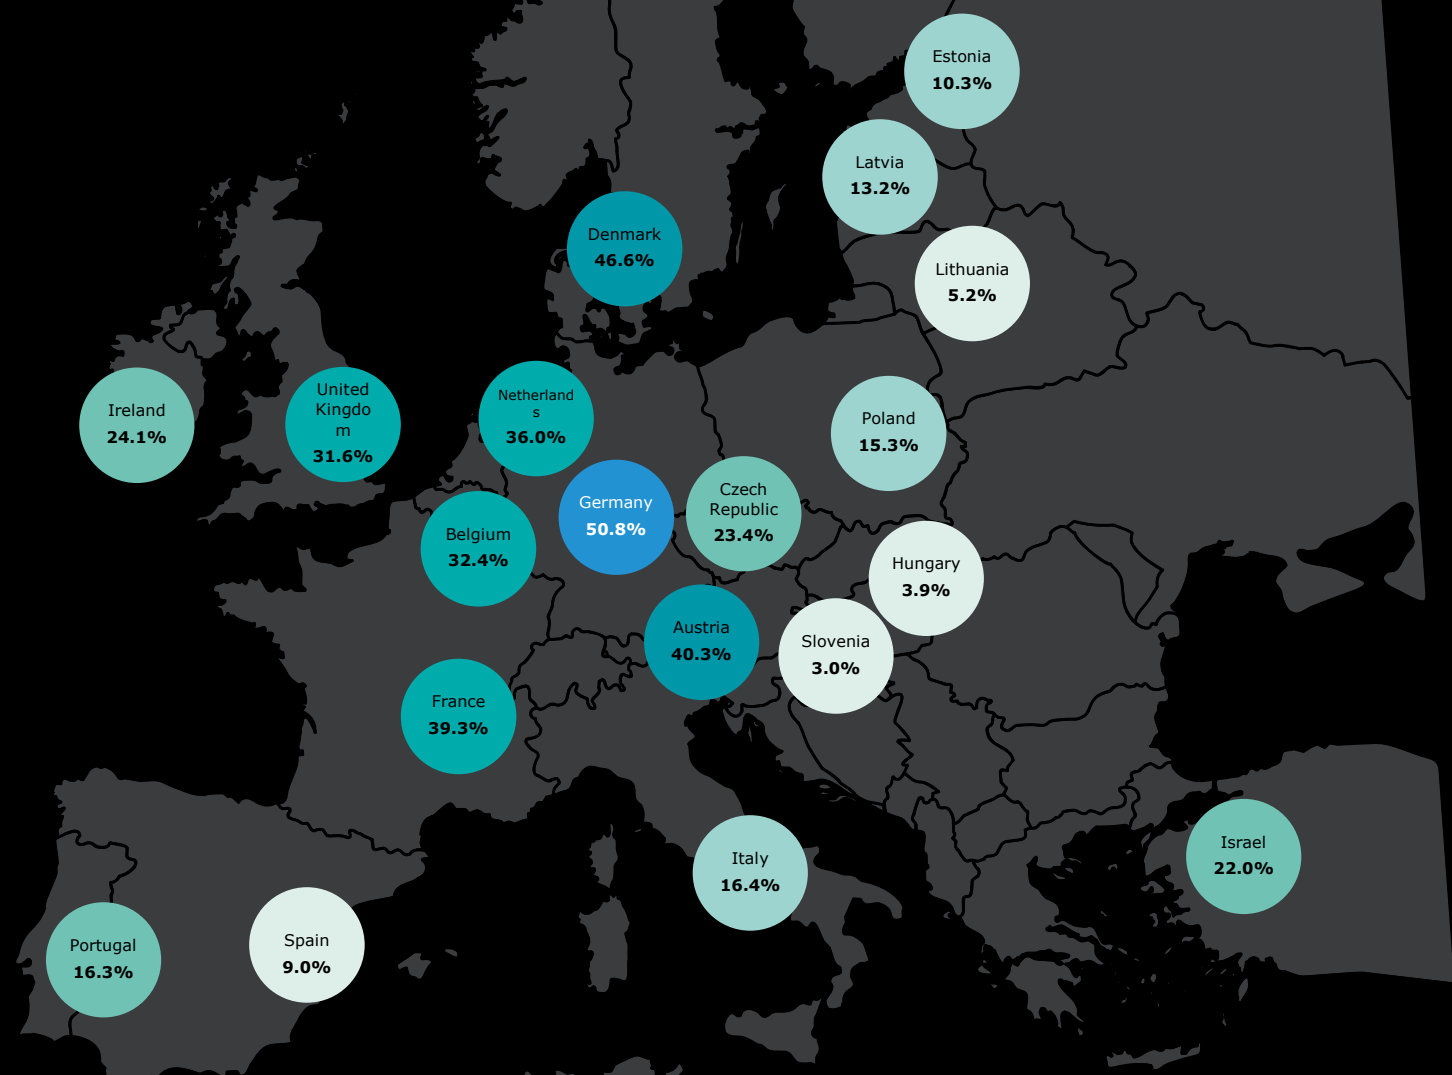 Estonia
10.3%
Latvia
13.2%
Denmark
46.6%
Lithuania
5.2%
Ireland
24.1%
United
Kingdo
m
31.6%
Netherland
s
36.0%
Poland
15.3%
Germany
50.8%
Czech
Republic
23.4%
Belgium
32.4%
Hungary
3.9%
Austria
40.3%
Slovenia
3.0%
France
39.3%
Italy
16.4%
Israel
22.0%
Portugal
16.3%
Spain
9.0%